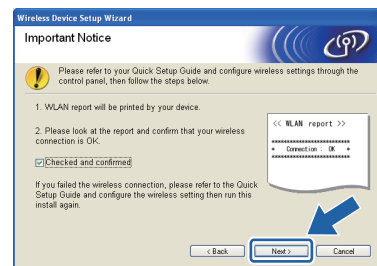 Wireless Device Setup Wizard
Important Notice
Please refer to your Quick Setup Guide and configure wireless settings through the
control panel, then follow the steps below.
1. WLAN report will be printed by your device.
2. Please look at the report and confirm that your wireless
connection is OK.
Checked and confirmed
If you failed the wireless connection, please refer to the Quick
Setup Guide and configure the wireless setting then run this
install again.
<< WLAN report >>
****************************
* Connection : OK *
****************************
< Back
Next >
Cancel